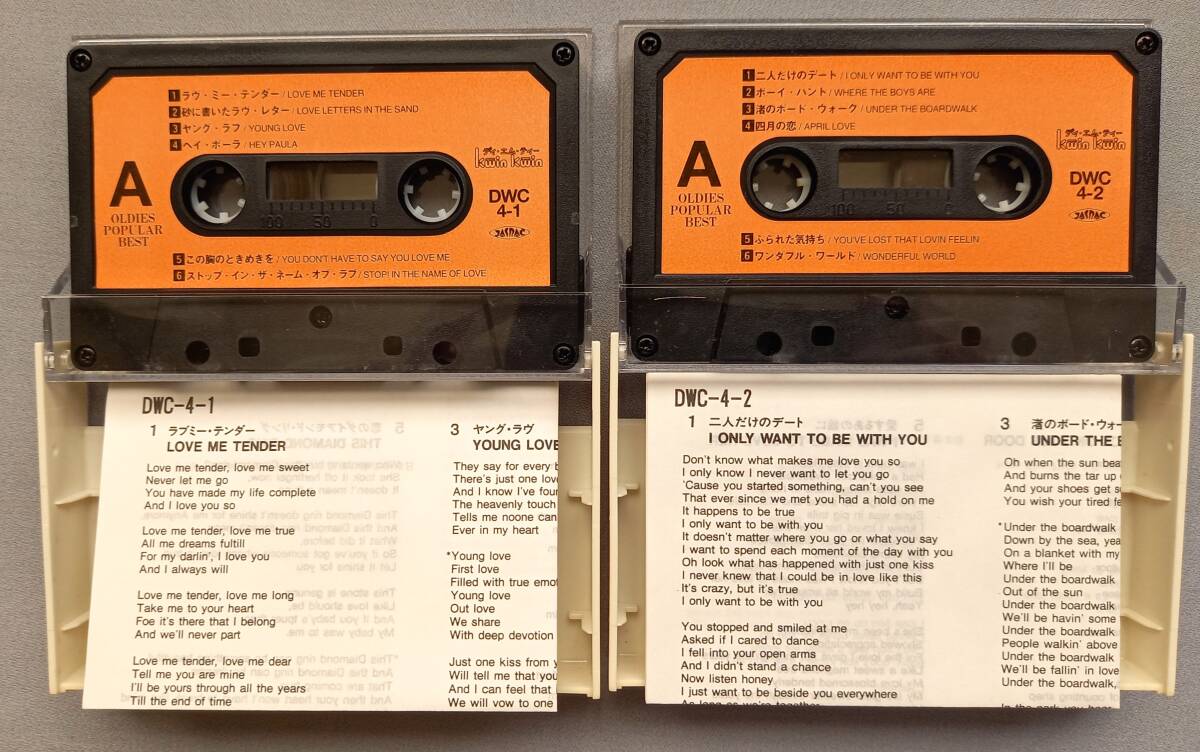 1 ラヴ・ミー・テンダー / LOVE ME TENDER
2 砂に書いたラヴ・レター / LOVE LETTERS IN THE SAND
3 ヤング・ラブ / YOUNG LOVE
4 ヘイ・ポーラ / HEY PAULA
A
OLDIES
POPULAR
BEST
100 50 0
ディ・エム・ティー
kwin kwin
DWC
4-1
JASRAC
5 この胸のときめきを / YOU DON'T HAVE TO SAY YOU LOVE ME
6 ストップ・イン・ザ・ネーム・オブ・ラブ / STOP! IN THE NAME OF LOVE
1 二人だけのデート / I ONLY WANT TO BE WITH YOU
2 ボーイ・ハント / WHERE THE BOYS ARE
3 渚のボード・ウォーク / UNDER THE BOARDWALK
4 四月の恋 / APRIL LOVE
A
OLDIES
POPULAR
BEST
100 50 0
ディ・エム・ティー
kwin kwin
DWC
4-2
JASRAC
5 ふられた気持ち / YOU'VE LOST THAT LOVIN FEELIN
6 ワンダフル・ワールド / WONDERFUL WORLD
DWC-4-1
1 ラブミー・テンダー
LOVE ME TENDER
Love me tender, love me sweet
Never let me go
You have made my life complete
And I love you so
Love me tender, love me true
All me dreams fultill
For my darlin', I love you
And I always will
Love me tender, love me long
Take me to your heart
Foe it's there that I belong
And we'll never part
Love me tender, love me dear
Tell me you are mine
I'll be yours through all the years
Till the end of time
3 ヤング・ラヴ
YOUNG LOVE
They say for every b
There's just one lov
And I know I've four
The heavenly touch
Tells me noone can
Ever in my heart
*Young love
First love
Filled with true emo
Young love
Out love
We share
With deep devotion
Just one kiss from y
Will tell me that you
And I can feel that
We will vow to one
DWC-4-2
1 二人だけのデート
I ONLY WANT TO BE WITH YOU
Don't know what makes me love you so
I only know I never want to let you go
'Cause you started something, can't you see
That ever since we met you had a hold on me
It happens to be true
I only want to be with you
It doesn't matter where you go or what you say
I want to spend each moment of the day with you
Oh look what has happened with just one kiss
I never knew that I could be in love like this
It's crazy, but it's true
I only want to be with you
You stopped and smiled at me
Asked if I cared to dance
I fell into your open arms
And I didn't stand a chance
Now listen honey
I just want to be beside you everywhere
As long as we're together
3 渚のボード・ウォー
UNDER THE B
Oh when the sun bea
And burns the tar up
And your shoes get s
You wish your tired fe
*Under the boardwalk
Down by the sea, yea
On a blanket with my
Where I'll be
Under the boardwalk
Out of the sun
Under the boardwalk
We'll be havin' some
Under the boardwalk
People walkin' above
Under the boardwalk
We'll be fallin' in love
Under the boardwalk,
In the park you hear